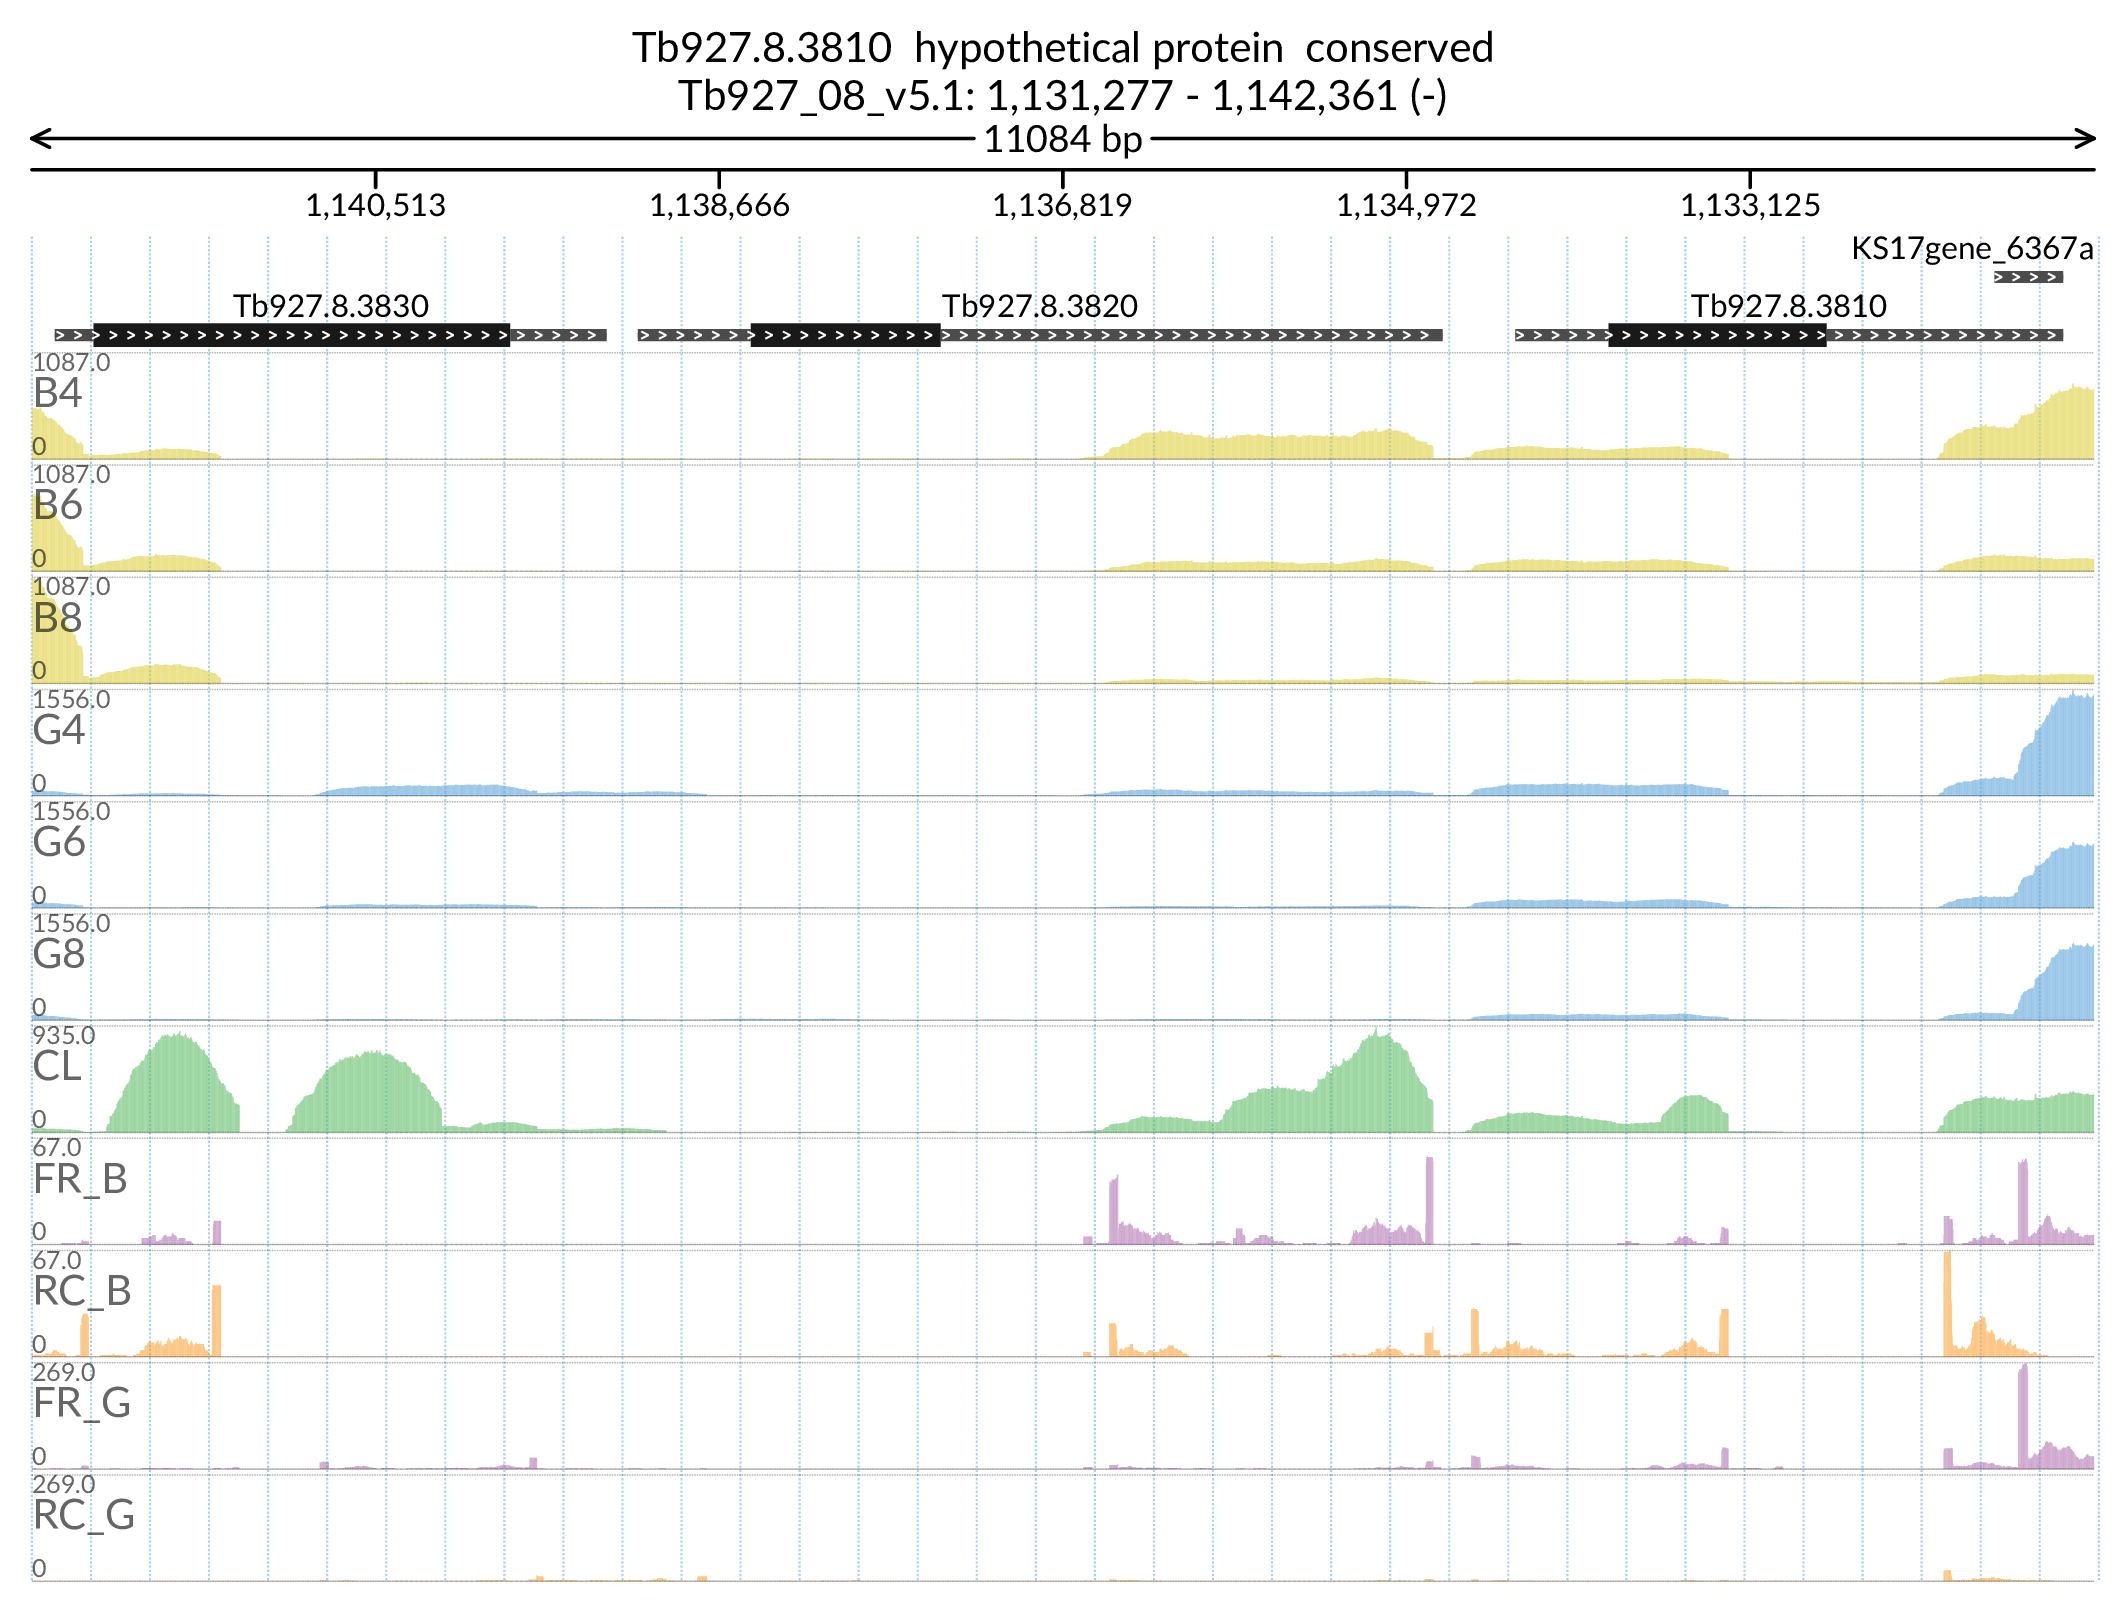 Tb927.8.3810 hypothetical protein conserved
Tb927_08_v5.1: 1,131,277 - 1,142,361 (-)
11084 bp
1,140,513 1,138,666 1,136,819 1,134,972 1,133,125
KS17gene_6367a
Tb927.8.3830 Tb927.8.3820 Tb927.8.3810
1087.0
B4
0
1087.0
B6
0
1087.0
B8
0
1556.0
G4
0
1556.0
G6
0
1556.0
G8
0
935.0
CL
0
67.0
FR_B
0
67.0
RC_B
0
269.0
FR_G
0
269.0
RC_G
0